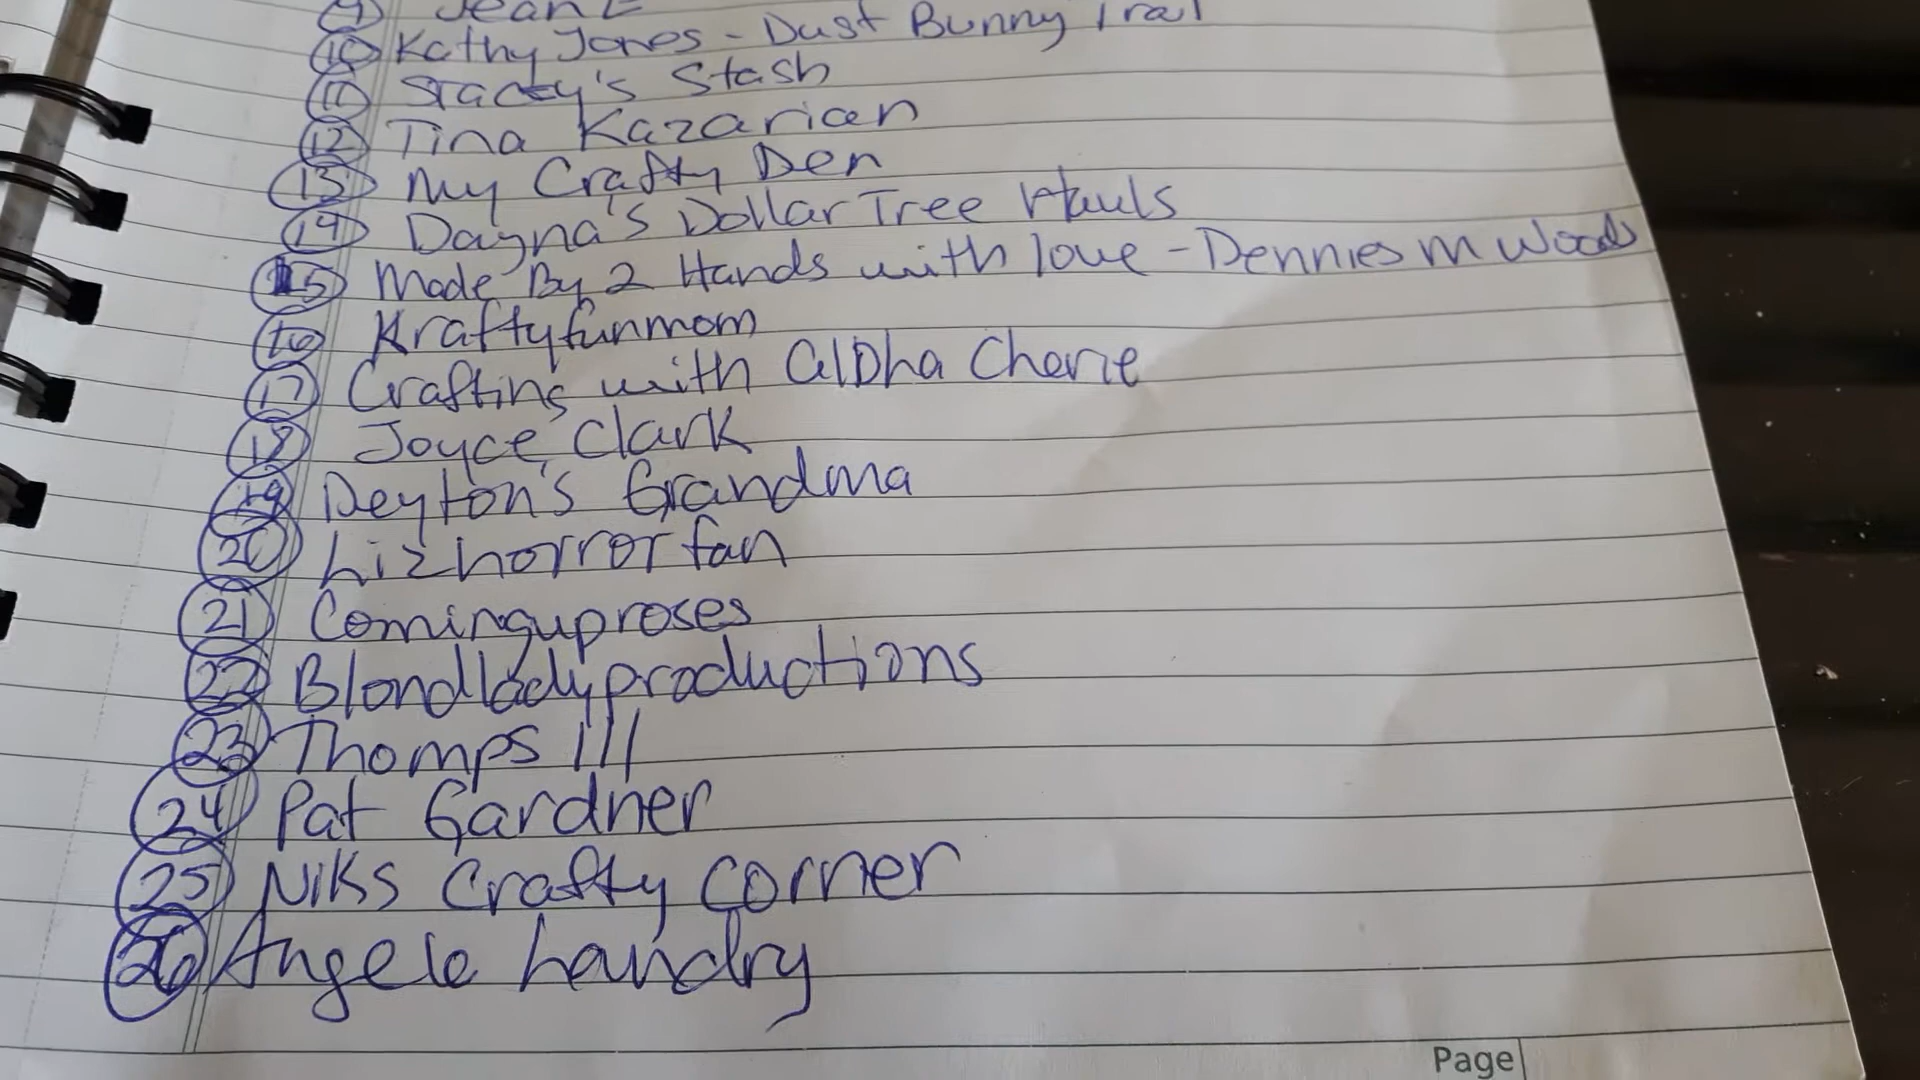 9 Jean L
10 Kathy Jones - Dust Bunny Trail
11 Stacey's Stash
12 Tina Kazarian
13 My Crafty Den
14 Dayna's Dollar Tree Hauls
15 Made By 2 Hands with love - Dennies M Woods
16 Kraftyfunmom
17 Crafting with alpha Cherie
18 Joyce Clark
19 Deyton's Grandma
20 Lizhorrorfan
21 Cominguproses
22 Blondladyproductions
23 Thomps 111
24 Pat Gardner
25 Niks Crafty Corner
26 Angele Landry
Page